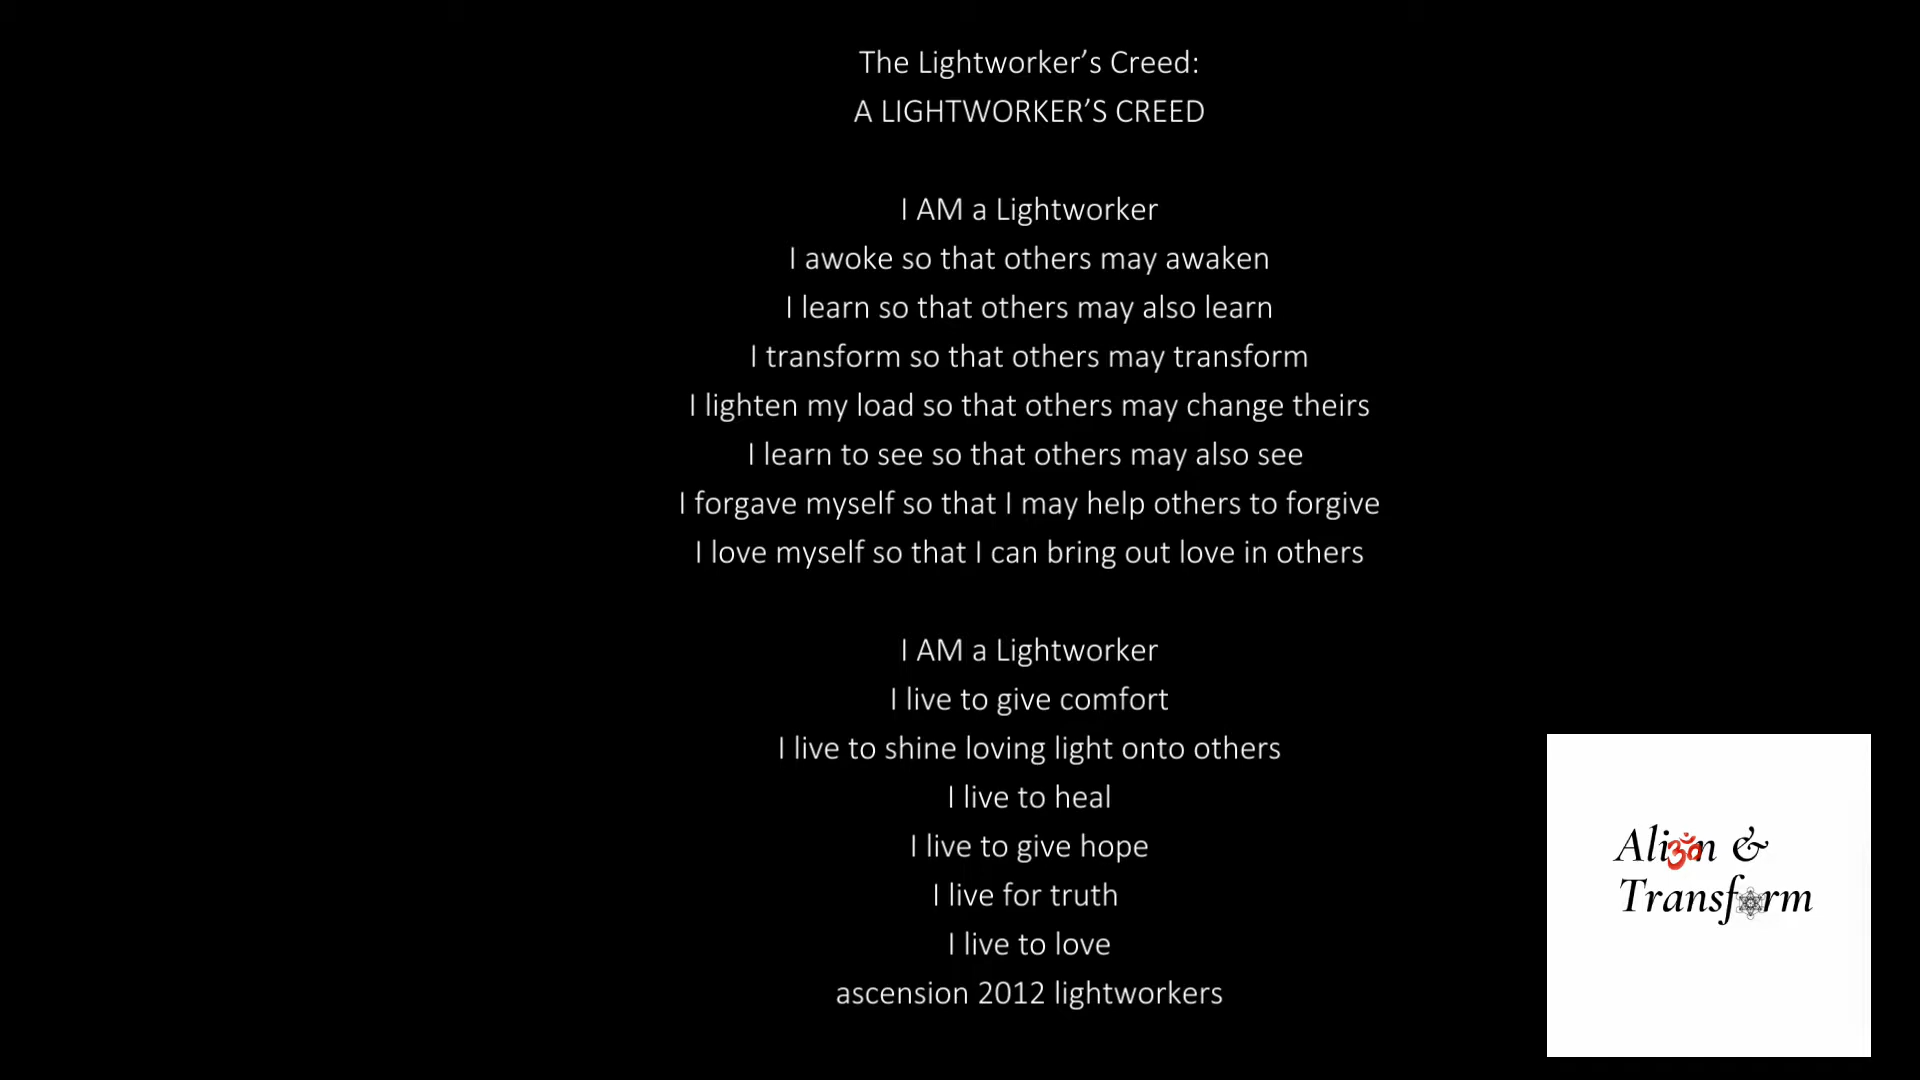 The Lightworker’s Creed:
A LIGHTWORKER’S CREED
I AM a Lightworker
I awoke so that others may awaken
I learn so that others may also learn
I transform so that others may transform
I lighten my load so that others may change theirs
I learn to see so that others may also see
I forgave myself so that I may help others to forgive
I love myself so that I can bring out love in others
I AM a Lightworker
I live to give comfort
I live to shine loving light onto others
I live to heal
I live to give hope
I live for truth
I live to love
ascension 2012 lightworkers
Aliॐn &
Transform